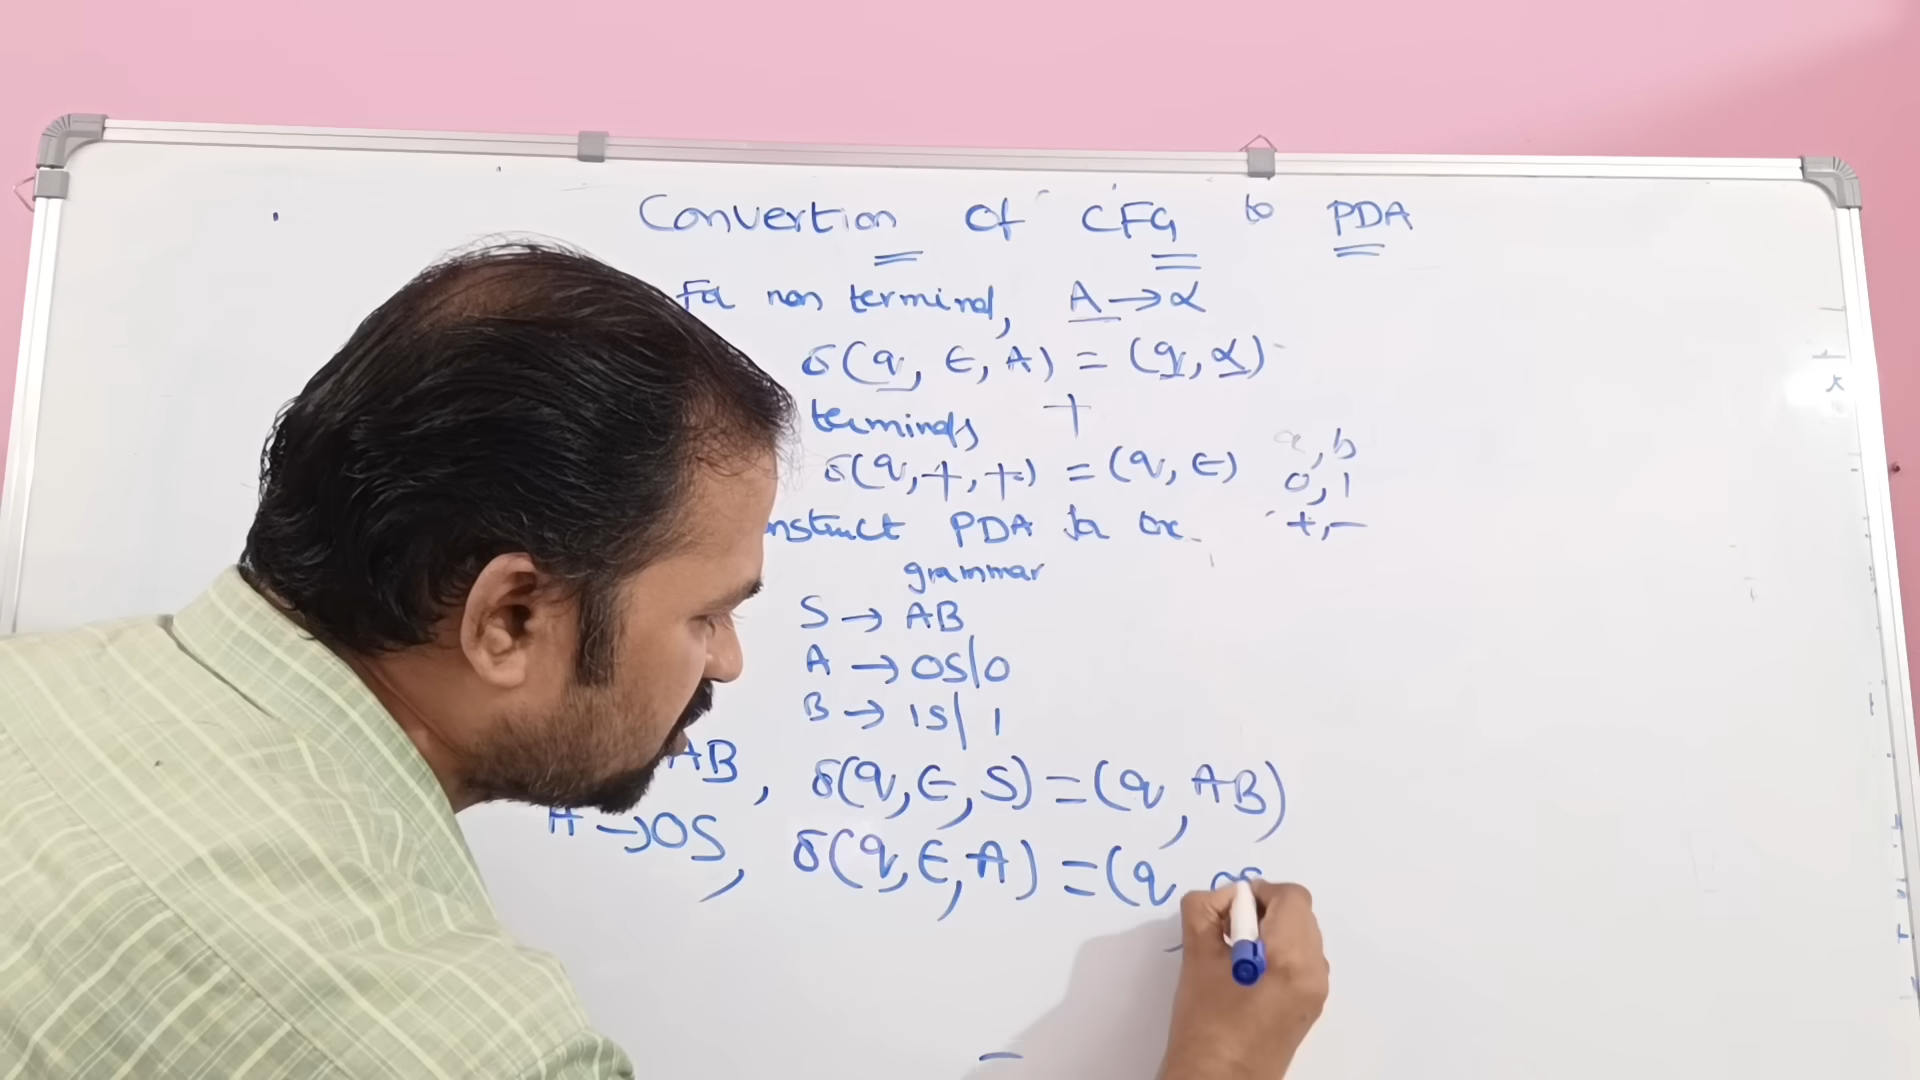 Convertion of CFG to PDA
For non terminal, A → α
δ(q, ϵ, A) = (q, α)
terminals +
δ(q, +, +) = (q, ϵ) a, b
0, 1
+, -
PDA for the
grammar
S → AB
A → 0S|0
B → 1S|1
AB, δ(q, ϵ, S) = (q, AB)
A → 0S, δ(q, ϵ, A) = (q, 0S